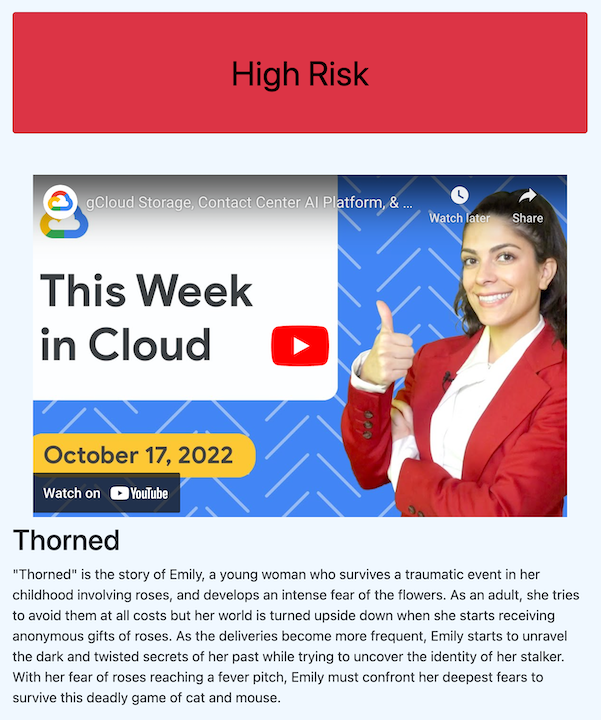 High Risk
gCloud Storage, Contact Center AI Platform, & ...
Watch later
Share
This Week
in Cloud
October 17, 2022
Watch on YouTube
Thorned
"Thorned" is the story of Emily, a young woman who survives a traumatic event in her
childhood involving roses, and develops an intense fear of the flowers. As an adult, she tries
to avoid them at all costs but her world is turned upside down when she starts receiving
anonymous gifts of roses. As the deliveries become more frequent, Emily starts to unravel
the dark and twisted secrets of her past while trying to uncover the identity of her stalker.
With her fear of roses reaching a fever pitch, Emily must confront her deepest fears to
survive this deadly game of cat and mouse.